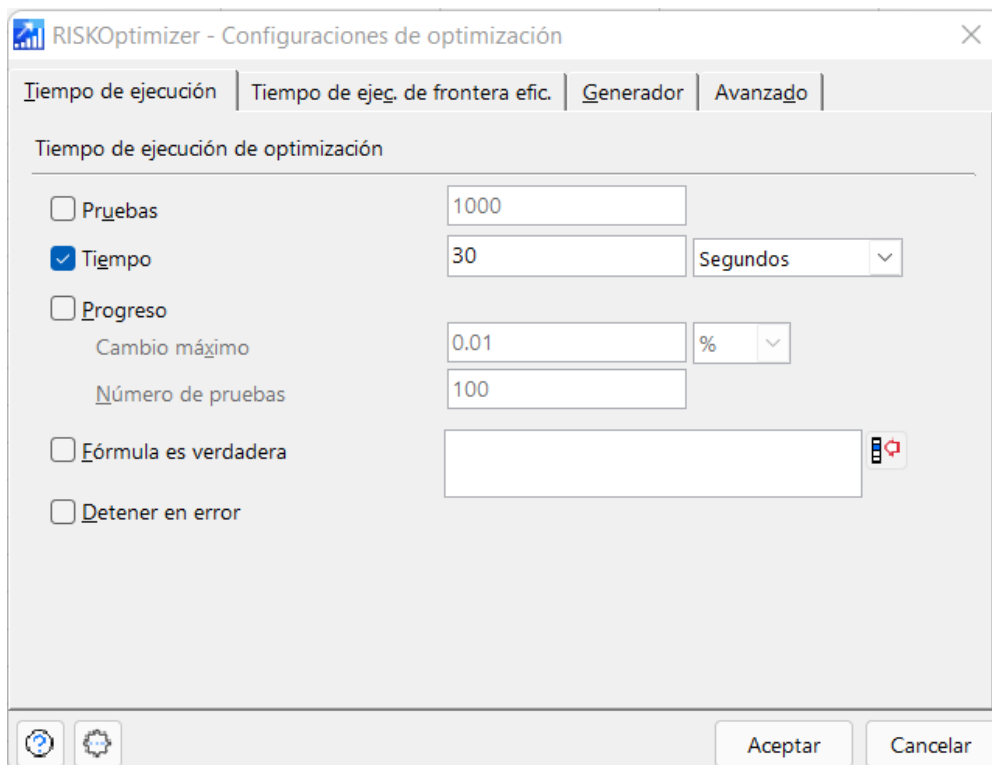 RISKOptimizer - Configuraciones de optimización
Tiempo de ejecución Tiempo de ejec. de frontera efic. Generador Avanzado
Tiempo de ejecución de optimización
Pruebas 1000
Tiempo 30 Segundos
Progreso
Cambio máximo 0.01 %
Número de pruebas 100
Fórmula es verdadera
Detener en error
? Aceptar Cancelar